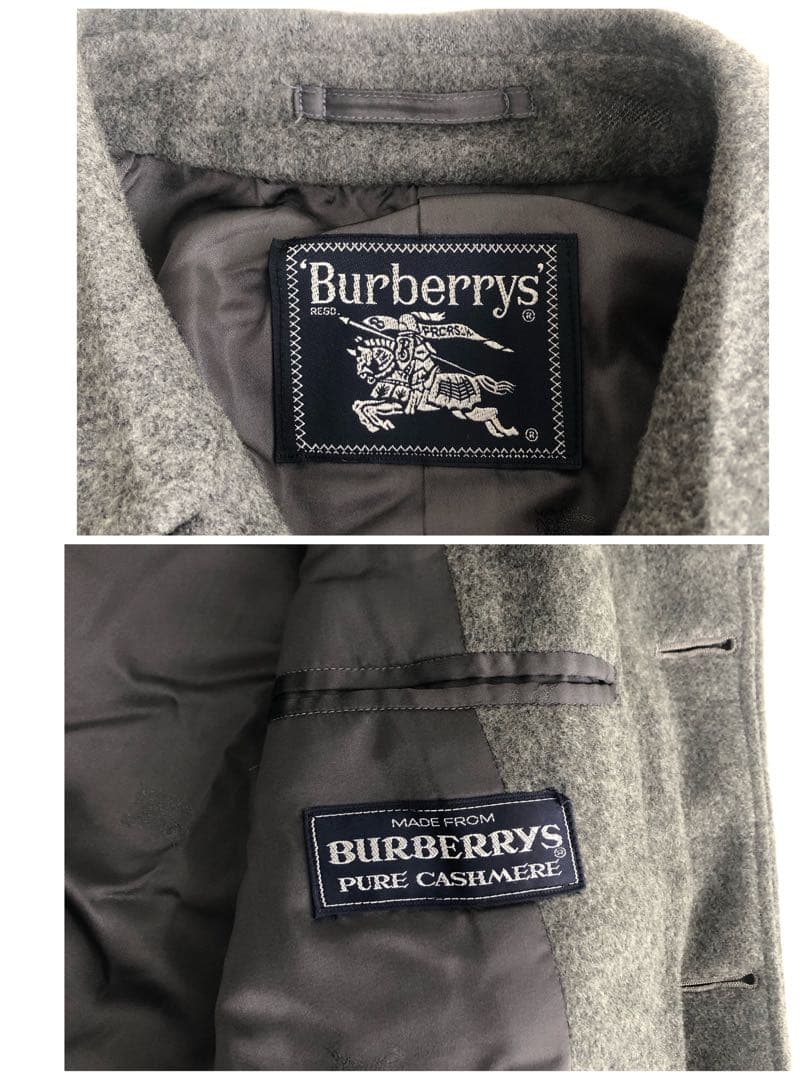 'Burberrys'
REGD. ®
PRORSUM
®
MADE FROM
BURBERRYS
®
PURE CASHMERE